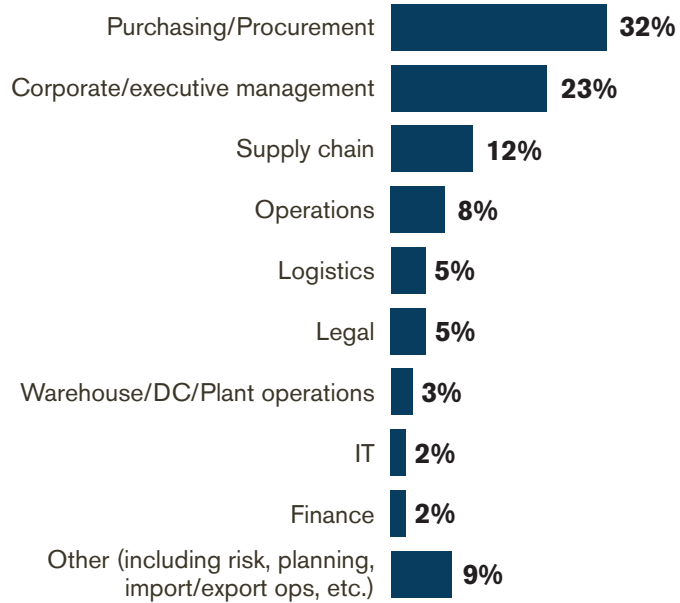 Purchasing/Procurement 32%
Corporate/executive management 23%
Supply chain 12%
Operations 8%
Logistics 5%
Legal 5%
Warehouse/DC/Plant operations 3%
IT 2%
Finance 2%
Other (including risk, planning,
import/export ops, etc.) 9%